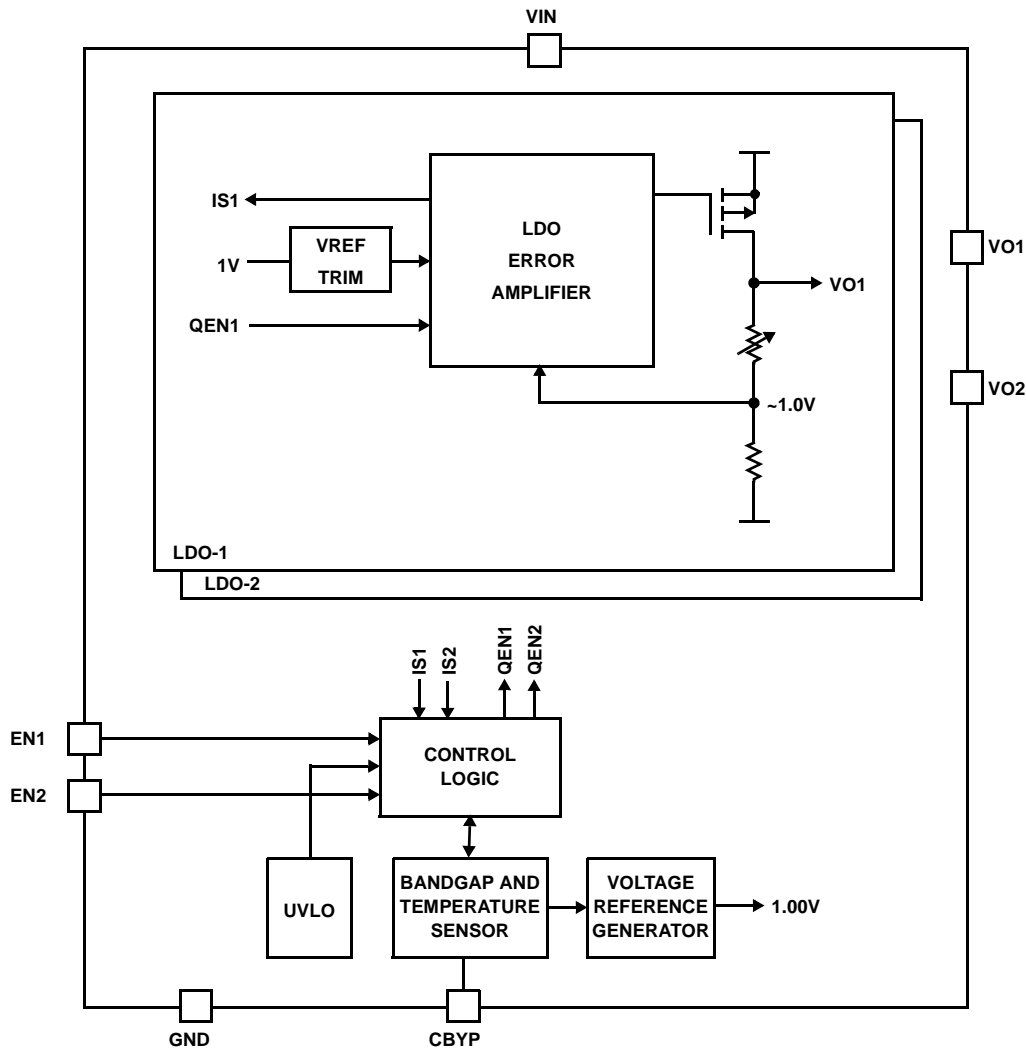 VIN
IS1
1V
VREF
TRIM
QEN1
LDO
ERROR
AMPLIFIER
VO1
~1.0V
LDO-1
LDO-2
VO1
VO2
IS1
IS2
QEN1
QEN2
EN1
EN2
CONTROL
LOGIC
UVLO
BANDGAP AND
TEMPERATURE
SENSOR
VOLTAGE
REFERENCE
GENERATOR
1.00V
GND
CBYP